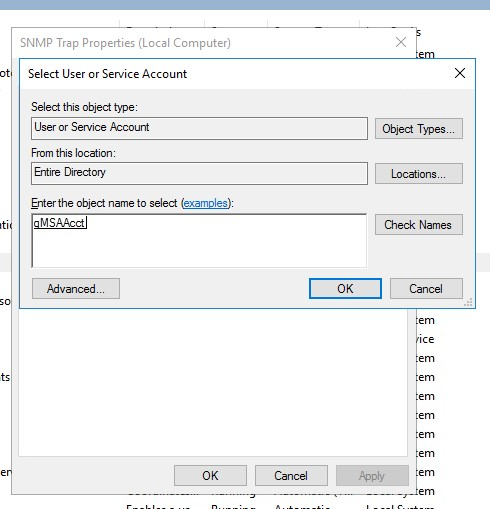 SNMP Trap Properties (Local Computer)
Select User or Service Account
Select this object type:
User or Service Account
Object Types...
From this location:
Entire Directory
Locations...
Enter the object name to select (examples):
gMSAAcct
Check Names
Advanced...
OK
Cancel
OK
Cancel
Apply
Running